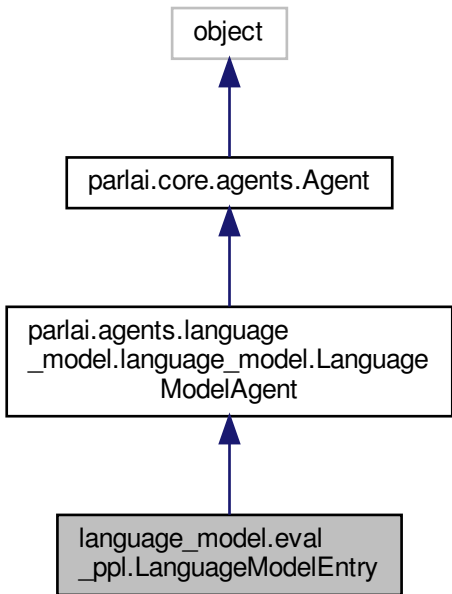 object
parlai.core.agents.Agent
parlai.agents.language
_model.language_model.Language
ModelAgent
language_model.eval
_ppl.LanguageModelEntry